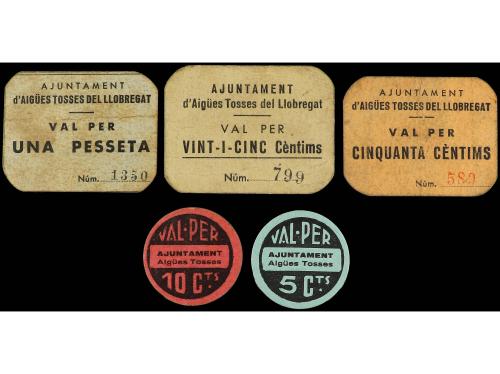 AJUNTAMENT
d'AIGÜES TOSSES DEL LLOBREGAT
VAL PER
UNA PESSETA
Núm. 1350
AJUNTAMENT
d'Aigües Tosses del Llobregat
VAL PER
VINT-I-CINC Cèntims
Núm. 799
AJUNTAMENT
d'AIGÜES TOSSES DEL LLOBREGAT
VAL PER
CINQUANTA CÈNTIMS
Núm. 589
VAL·PER
AJUNTAMENT
Aigües Tosses
10 CTS
VAL·PER
AJUNTAMENT
Aigües Tosses
5 CTS